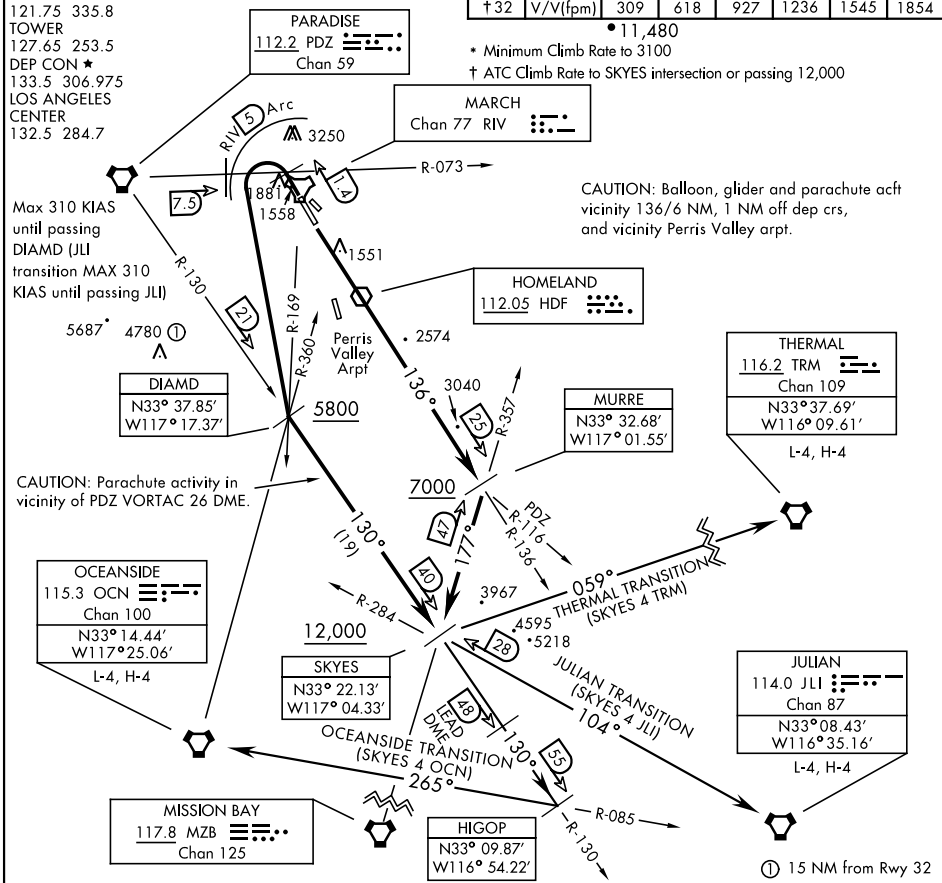 121.75 335.8
TOWER
127.65 253.5
DEP CON ★
133.5 306.975
LOS ANGELES
CENTER
132.5 284.7
†32 V/V(fpm) 309 618 927 1236 1545 1854
11,480
* Minimum Climb Rate to 3100
† ATC Climb Rate to SKYES intersection or passing 12,000
PARADISE
112.2 PDZ
Chan 59
MARCH
Chan 77 RIV
RIV 5 Arc
3250
R-073
7.5
1881
1.4
1558
CAUTION: Balloon, glider and parachute acft
vicinity 136/6 NM, 1 NM off dep crs,
and vicinity Perris Valley arpt.
Max 310 KIAS
until passing
DIAMD (JLI
transition MAX 310
KIAS until passing JLI)
R-130
21
R-169
R-360
1551
HOMELAND
112.05 HDF
5687
4780 ①
Perris
Valley
Arpt
2574
136°
3040
25
R-357
DIAMD
N33° 37.85'
W117° 17.37'
5800
MURRE
N33° 32.68'
W117° 01.55'
THERMAL
116.2 TRM
Chan 109
N33° 37.69'
W116° 09.61'
L-4, H-4
CAUTION: Parachute activity in
vicinity of PDZ VORTAC 26 DME.
7000
47
177°
PDZ
R-116
R-136
130°
(19)
40
R-284
3967
059°
THERMAL TRANSITION
(SKYES 4 TRM)
OCEANSIDE
115.3 OCN
Chan 100
N33° 14.44'
W117° 25.06'
L-4, H-4
12,000
SKYES
N33° 22.13'
W117° 04.33'
28
4595
5218
JULIAN TRANSITION
(SKYES 4 JLI)
104°
JULIAN
114.0 JLI
Chan 87
N33° 08.43'
W116° 35.16'
L-4, H-4
48
LEAD
DME
130°
55
OCEANSIDE TRANSITION
(SKYES 4 OCN)
265°
R-085
R-130
MISSION BAY
117.8 MZB
Chan 125
HIGOP
N33° 09.87'
W116° 54.22'
① 15 NM from Rwy 32